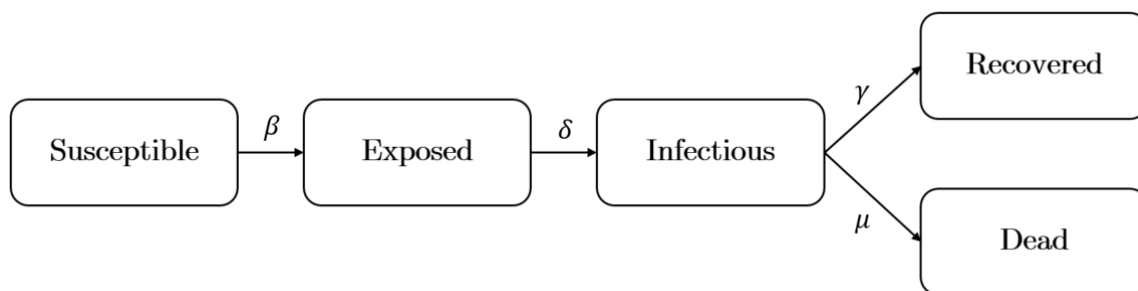 Susceptible
β
Exposed
δ
Infectious
γ
Recovered
μ
Dead